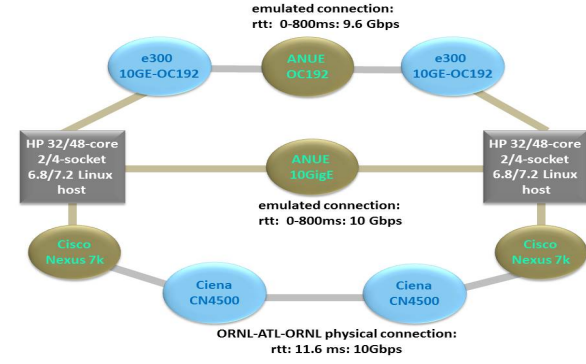 emulated connection:
rtt:  0-800ms: 9.6 Gbps
e300
10GE-OC192
ANUE
OC192
e300
10GE-OC192
HP 32/48-core
2/4-socket
6.8/7.2 Linux
host
ANUE
10GigE
HP 32/48-core
2/4-socket
6.8/7.2 Linux
host
emulated connection:
rtt:  0-800ms: 10 Gbps
Cisco
Nexus 7k
Cisco
Nexus 7k
Ciena
CN4500
Ciena
CN4500
ORNL-ATL-ORNL physical connection:
rtt: 11.6 ms: 10Gbps